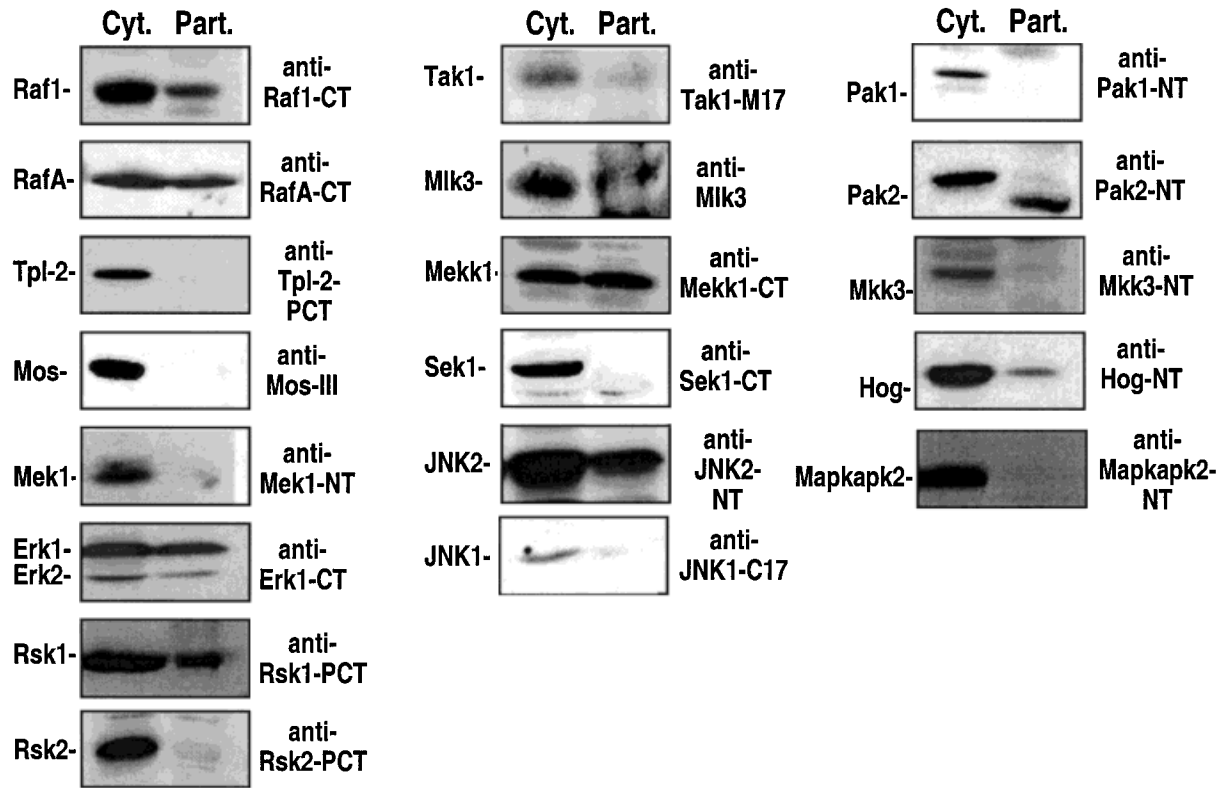 Cyt. Part.
Raf1- anti-
Raf1-CT
RafA- anti-
RafA-CT
Tpl-2- anti-
Tpl-2-
PCT
Mos- anti-
Mos-III
Mek1- anti-
Mek1-NT
Erk1- anti-
Erk2- Erk1-CT
Rsk1- anti-
Rsk1-PCT
Rsk2- anti-
Rsk2-PCT
Cyt. Part.
Tak1- anti-
Tak1-M17
Mlk3- anti-
Mlk3
Mekk1- anti-
Mekk1-CT
Sek1- anti-
Sek1-CT
JNK2- anti-
JNK2-
NT
JNK1- anti-
JNK1-C17
Cyt. Part.
Pak1- anti-
Pak1-NT
Pak2- anti-
Pak2-NT
Mkk3- anti-
Mkk3-NT
Hog- anti-
Hog-NT
Mapkapk2- anti-
Mapkapk2-
NT